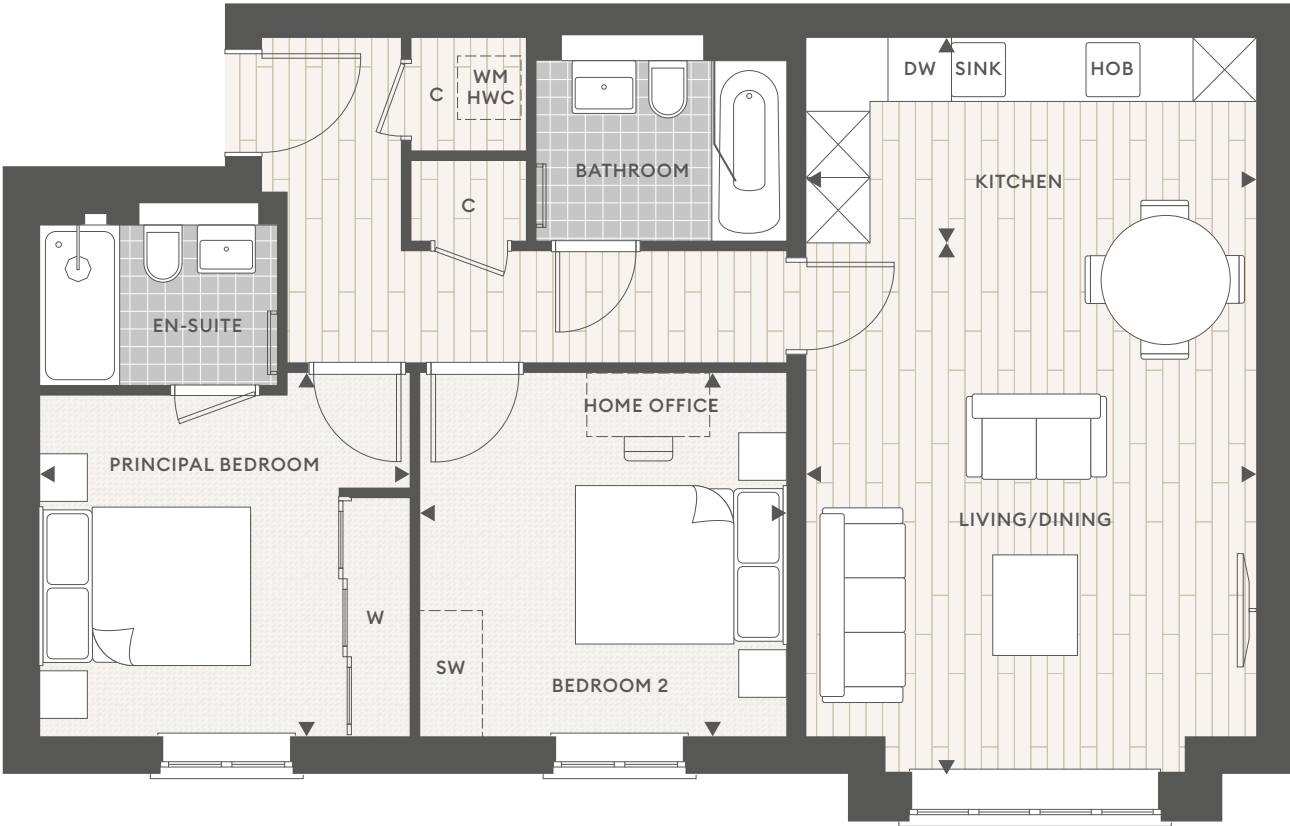 WM
HWC
C
DW
SINK
HOB
BATHROOM
KITCHEN
C
EN-SUITE
HOME OFFICE
PRINCIPAL BEDROOM
LIVING/DINING
W
SW
BEDROOM 2